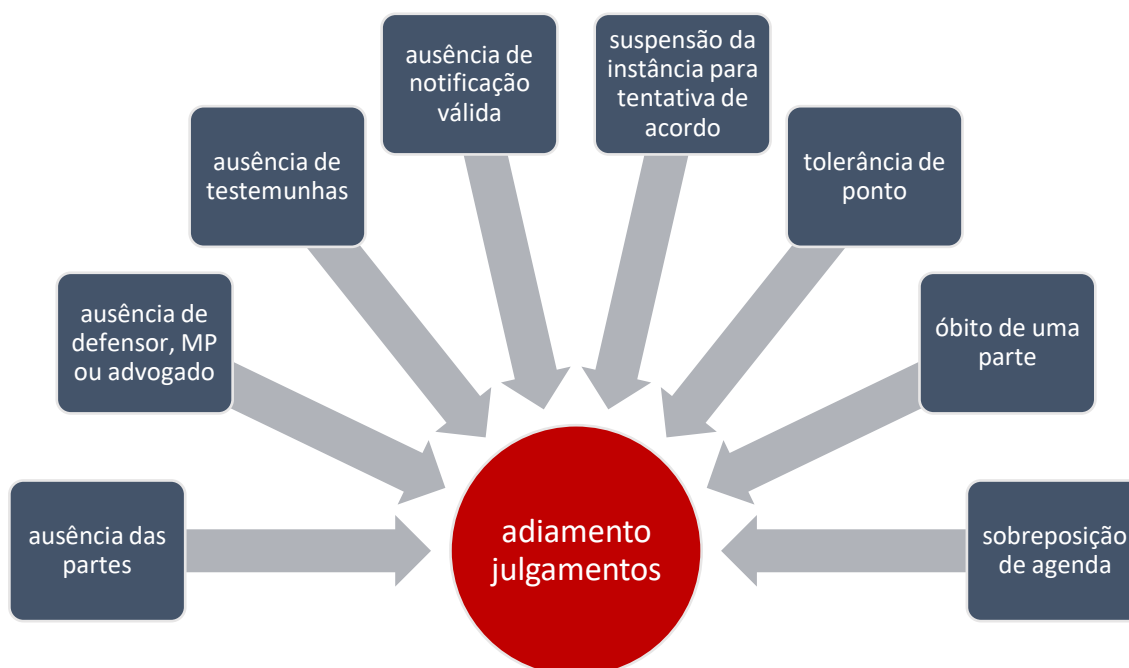 ausência das
partes
ausência de
defensor, MP
ou advogado
ausência de
testemunhas
ausência de
notificação
válida
suspensão da
instância para
tentativa de
acordo
tolerância de
ponto
óbito de uma
parte
sobreposição
de agenda
adiamento
julgamentos